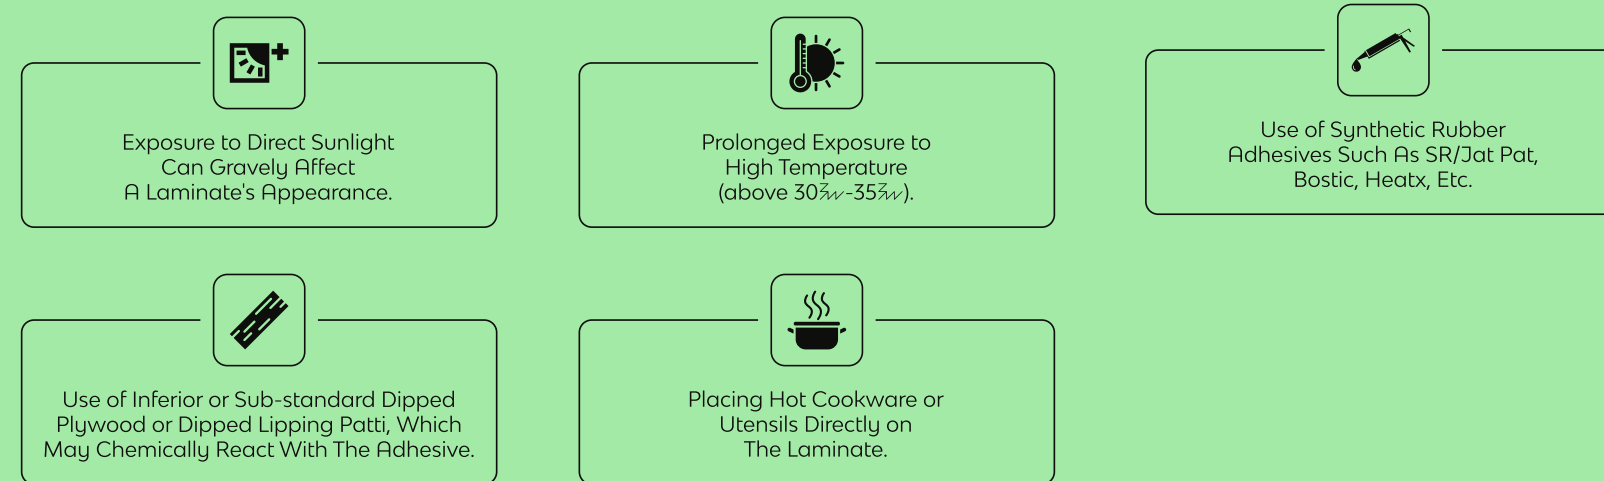 Exposure to Direct Sunlight
Can Gravely Affect
A Laminate's Appearance.
Prolonged Exposure to
High Temperature
(above 30 -35 ).
Use of Synthetic Rubber
Adhesives Such As SR/Jat Pat,
Bostic, Heatx, Etc.
Use of Inferior or Sub-standard Dipped
Plywood or Dipped Lipping Patti, Which
May Chemically React With The Adhesive.
Placing Hot Cookware or
Utensils Directly on
The Laminate.